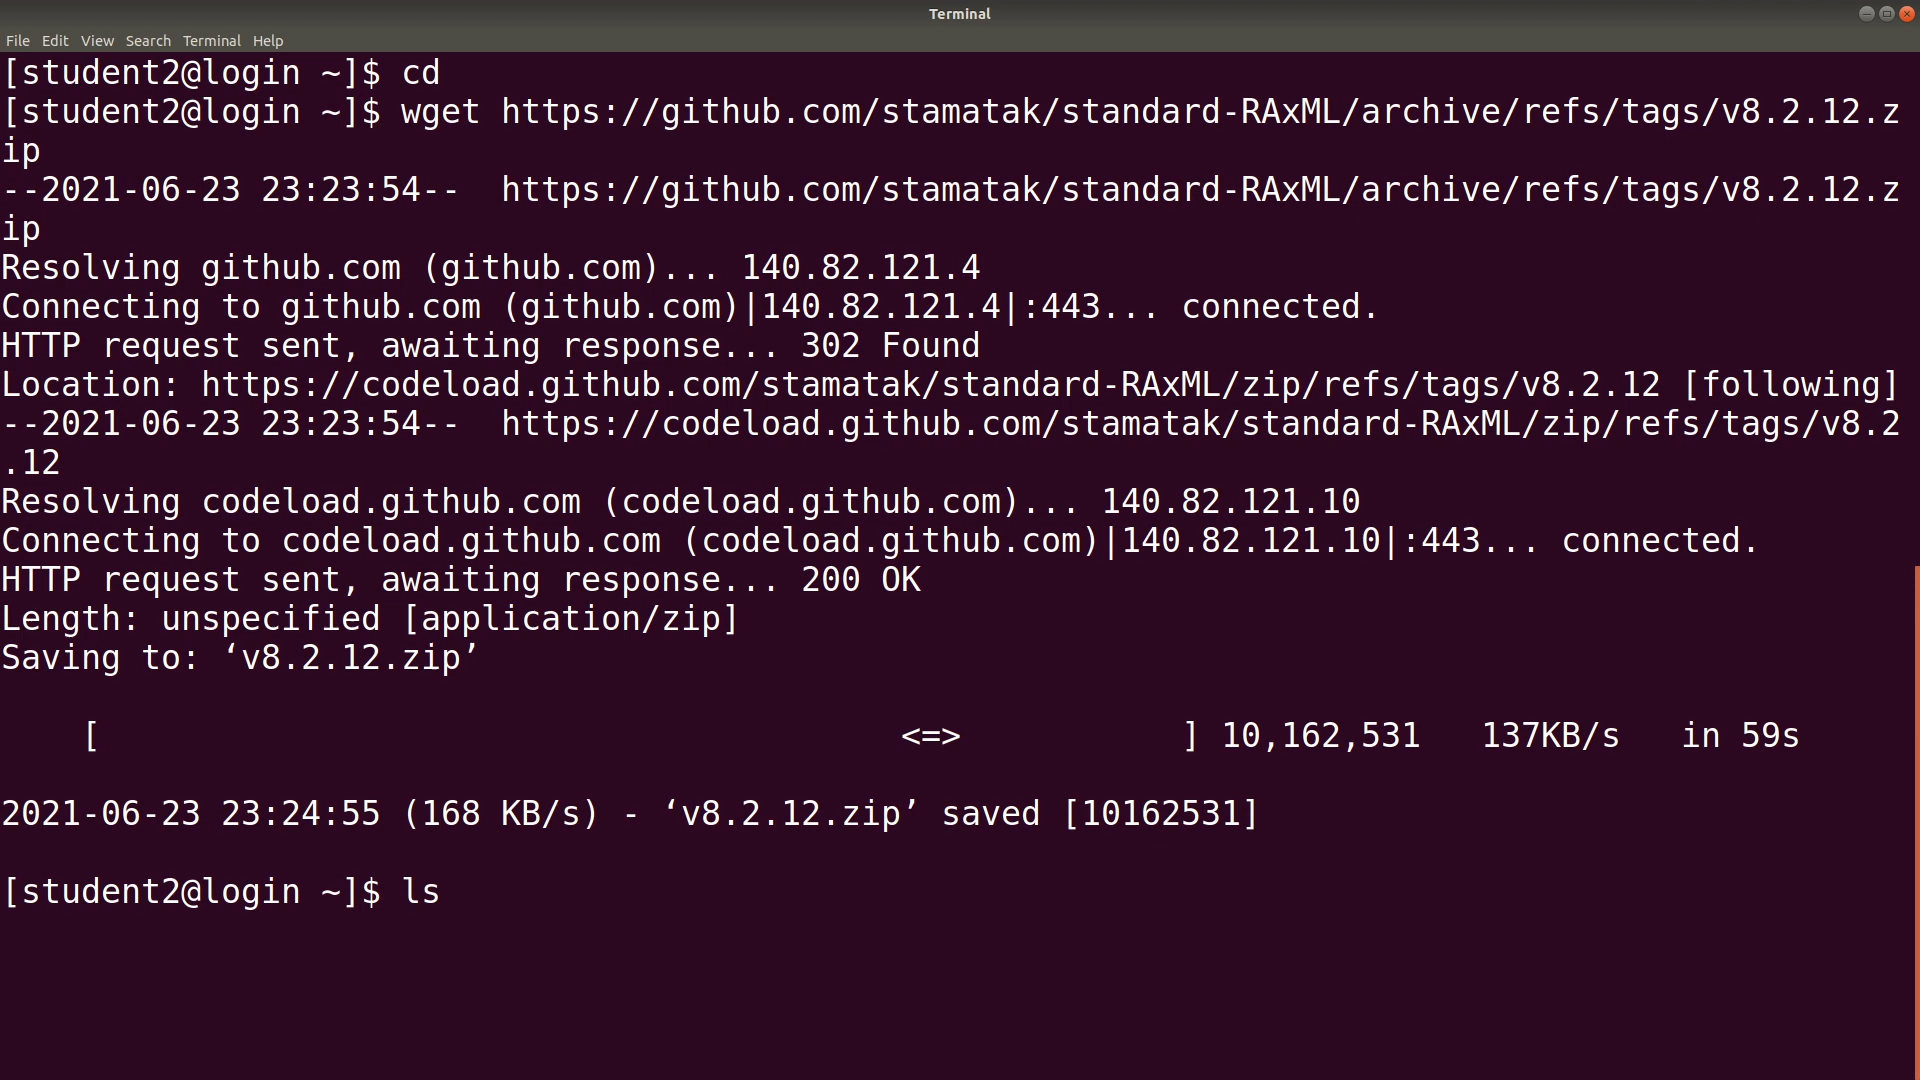 Terminal
File Edit View Search Terminal Help
[student2@login ~]$ cd
[student2@login ~]$ wget https://github.com/stamatak/standard-RAxML/archive/refs/tags/v8.2.12.z
ip
--2021-06-23 23:23:54--  https://github.com/stamatak/standard-RAxML/archive/refs/tags/v8.2.12.z
ip
Resolving github.com (github.com)... 140.82.121.4
Connecting to github.com (github.com)|140.82.121.4|:443... connected.
HTTP request sent, awaiting response... 302 Found
Location: https://codeload.github.com/stamatak/standard-RAxML/zip/refs/tags/v8.2.12 [following]
--2021-06-23 23:23:54--  https://codeload.github.com/stamatak/standard-RAxML/zip/refs/tags/v8.2
.12
Resolving codeload.github.com (codeload.github.com)... 140.82.121.10
Connecting to codeload.github.com (codeload.github.com)|140.82.121.10|:443... connected.
HTTP request sent, awaiting response... 200 OK
Length: unspecified [application/zip]
Saving to: ‘v8.2.12.zip’
    [                                        <=>           ] 10,162,531   137KB/s   in 59s
2021-06-23 23:24:55 (168 KB/s) - ‘v8.2.12.zip’ saved [10162531]
[student2@login ~]$ ls